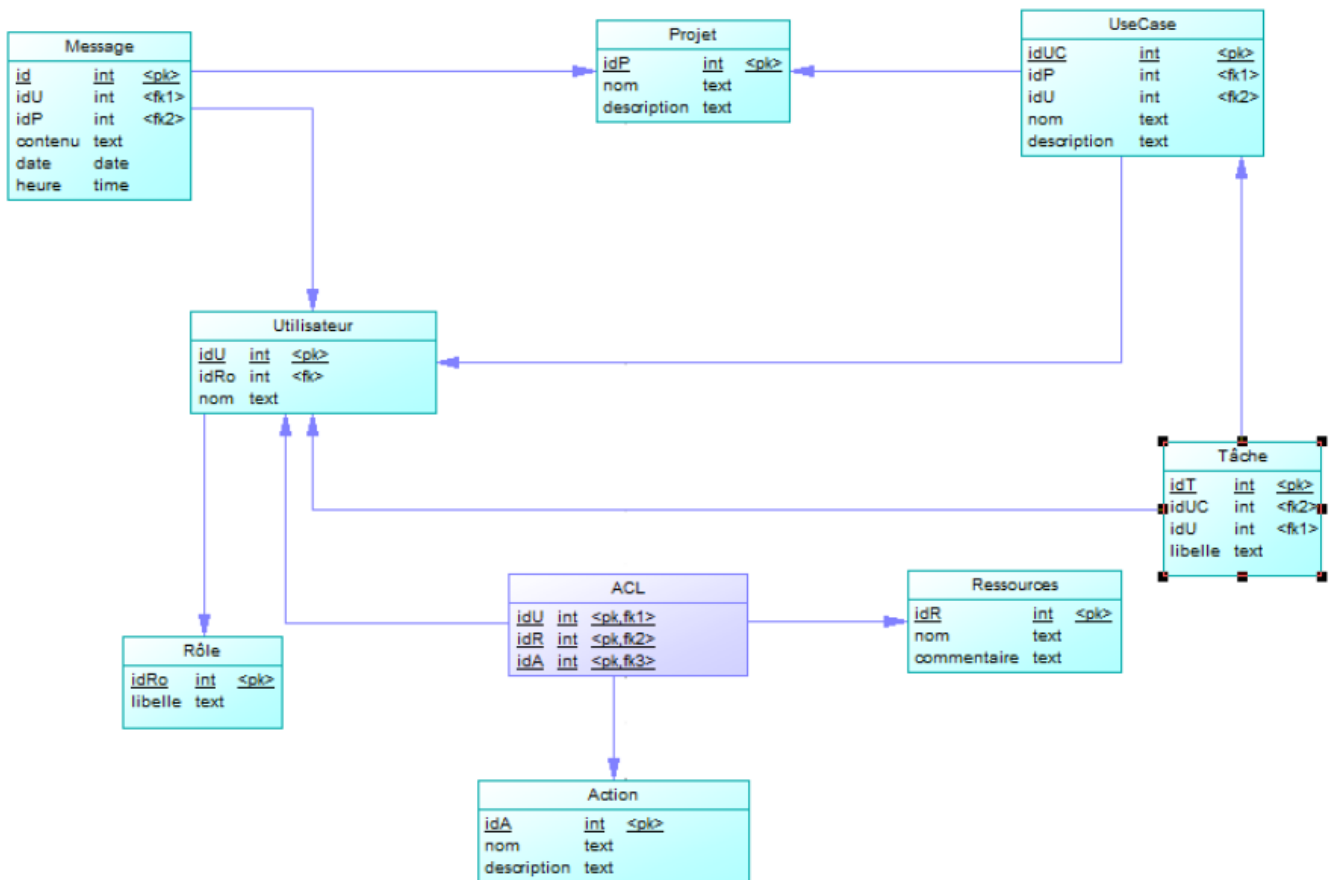 Message
id int <pk>
idU int <fk1>
idP int <fk2>
contenu text
date date
heure time
Projet
idP int <pk>
nom text
description text
UseCase
idUC int <pk>
idP int <fk1>
idU int <fk2>
nom text
description text
Utilisateur
idU int <pk>
idRo int <fk>
nom text
Tâche
idT int <pk>
idUC int <fk2>
idU int <fk1>
libelle text
ACL
idU int <pk,fk1>
idR int <pk,fk2>
idA int <pk,fk3>
Ressources
idR int <pk>
nom text
commentaire text
Rôle
idRo int <pk>
libelle text
Action
idA int <pk>
nom text
description text